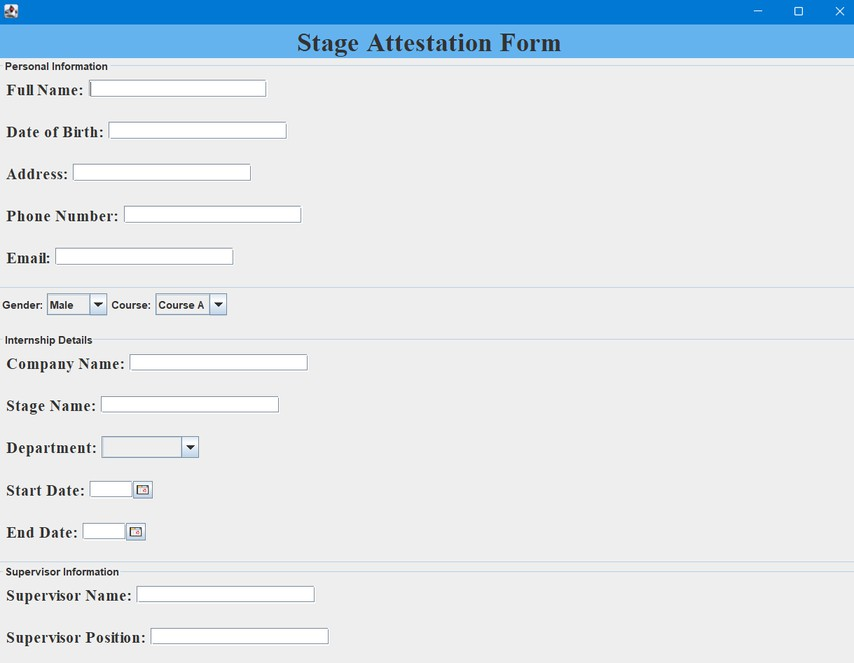 Stage Attestation Form
Personal Information
Full Name:
Date of Birth:
Address:
Phone Number:
Email:
Gender: Male Course: Course A
Internship Details
Company Name:
Stage Name:
Department:
Start Date:
End Date:
Supervisor Information
Supervisor Name:
Supervisor Position: